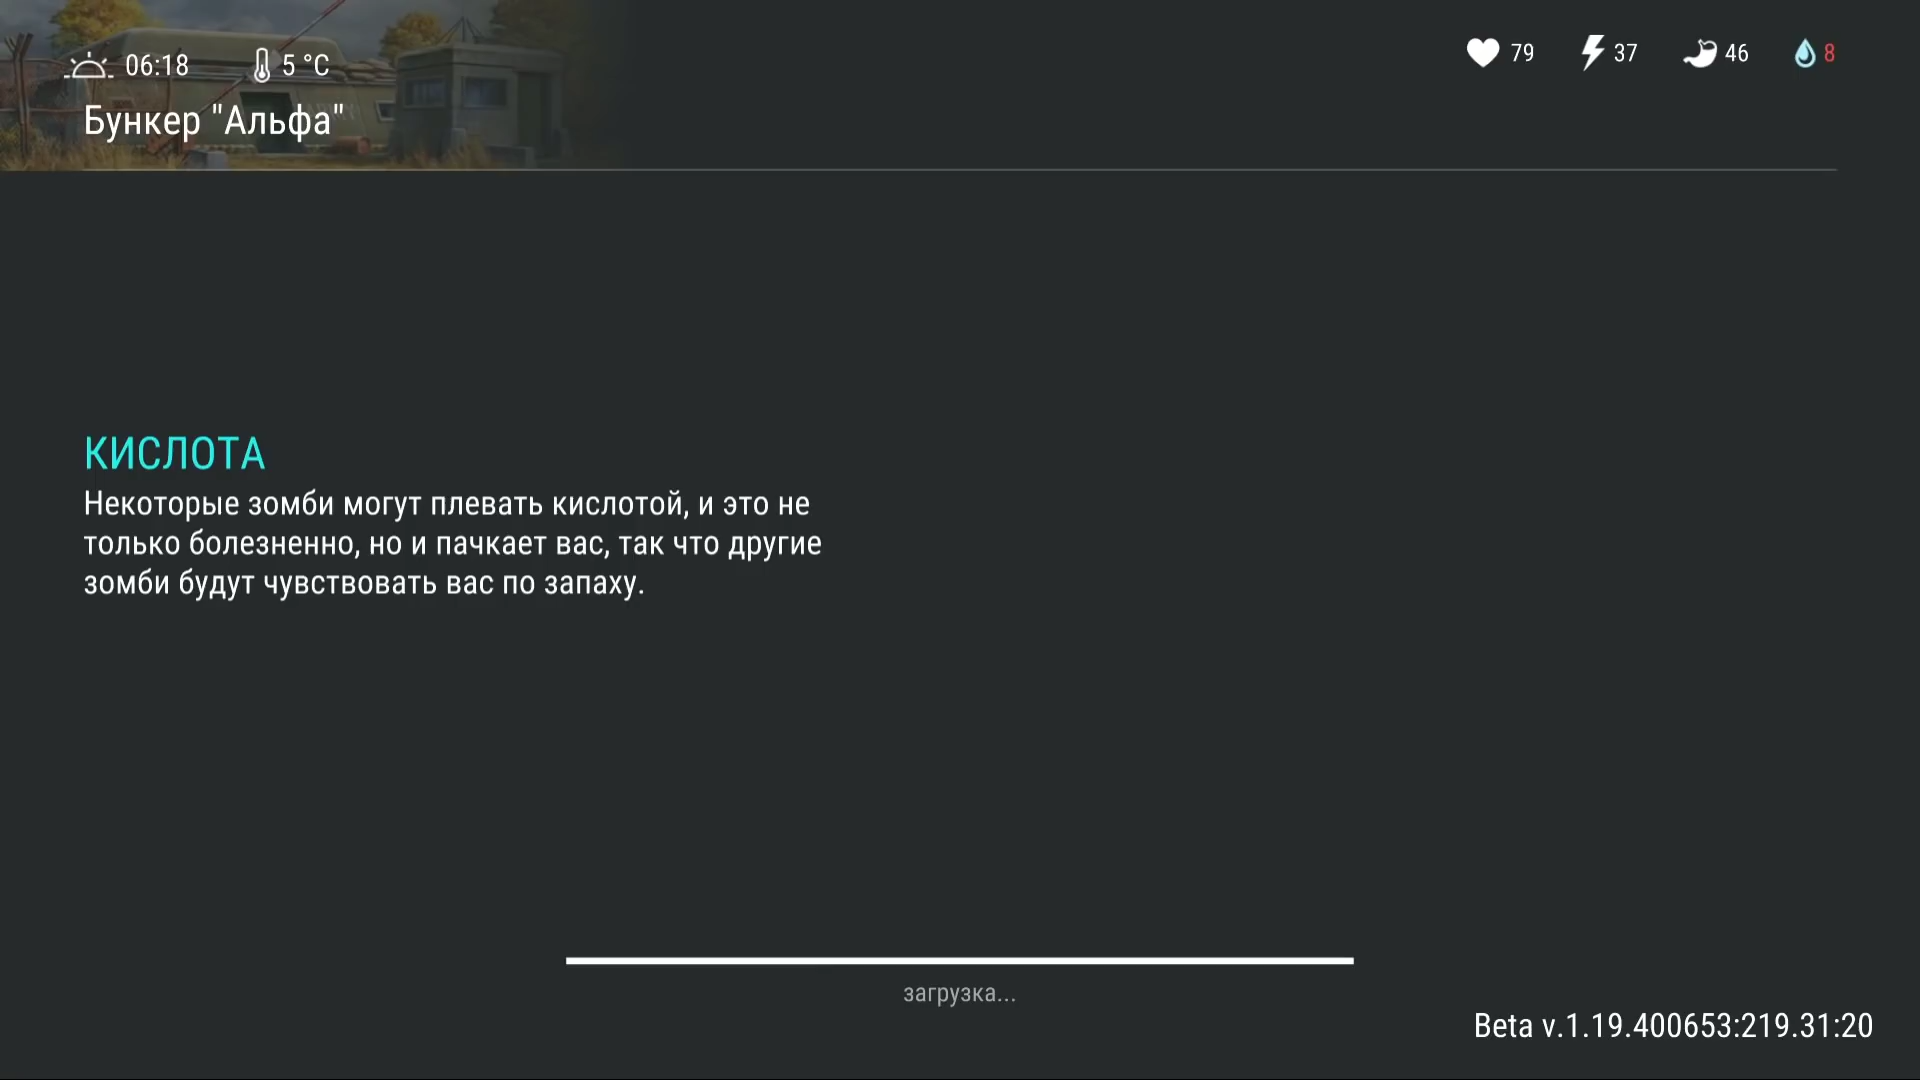 06:18 5 °C
79 37 46 8
Бункер "Альфа"
КИСЛОТА
Некоторые зомби могут плевать кислотой, и это не
только болезненно, но и пачкает вас, так что другие
зомби будут чувствовать вас по запаху.
загрузка...
Beta v.1.19.400653:219.31:20